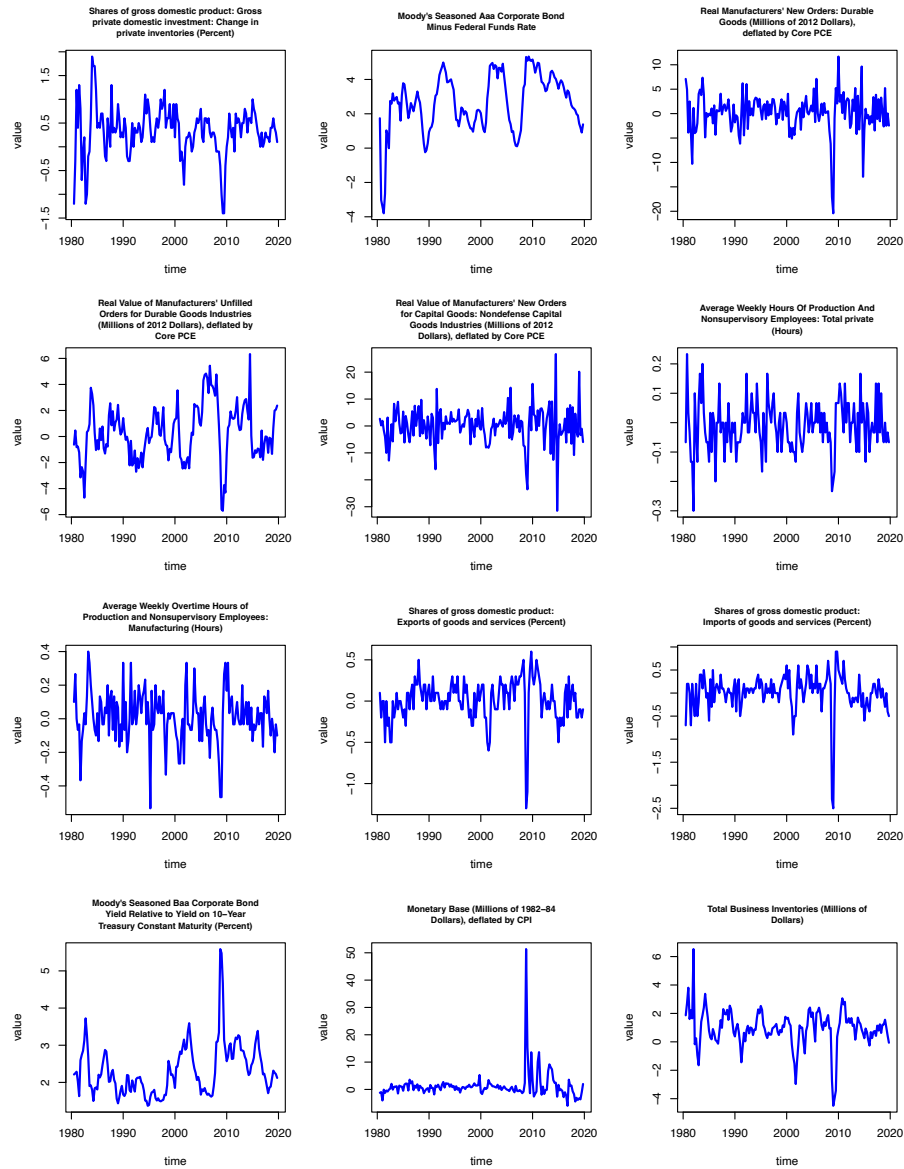 Shares of gross domestic product: Gross
private domestic investment: Change in
private inventories (Percent)
value
1.5
0.5
−0.5
−1.5
1980 1990 2000 2010 2020
time
Moody's Seasoned Aaa Corporate Bond
Minus Federal Funds Rate
value
4
2
0
−2
−4
1980 1990 2000 2010 2020
time
Real Manufacturers' New Orders: Durable
Goods (Millions of 2012 Dollars),
deflated by Core PCE
value
10
5
0
−10
−20
1980 1990 2000 2010 2020
time
Real Value of Manufacturers' Unfilled
Orders for Durable Goods Industries
(Millions of 2012 Dollars), deflated by
Core PCE
value
6
4
2
0
−2
−4
−6
1980 1990 2000 2010 2020
time
Real Value of Manufacturers' New Orders
for Capital Goods: Nondefense Capital
Goods Industries (Millions of 2012
Dollars), deflated by Core PCE
value
20
10
0
−10
−30
1980 1990 2000 2010 2020
time
Average Weekly Hours Of Production And
Nonsupervisory Employees: Total private
(Hours)
value
0.2
0.1
−0.1
−0.3
1980 1990 2000 2010 2020
time
Average Weekly Overtime Hours of
Production and Nonsupervisory Employees:
Manufacturing (Hours)
value
0.4
0.2
0.0
−0.2
−0.4
1980 1990 2000 2010 2020
time
Shares of gross domestic product:
Exports of goods and services (Percent)
value
0.5
0.0
−0.5
−1.0
1980 1990 2000 2010 2020
time
Shares of gross domestic product:
Imports of goods and services (Percent)
value
0.5
−0.5
−1.5
−2.5
1980 1990 2000 2010 2020
time
Moody's Seasoned Baa Corporate Bond
Yield Relative to Yield on 10−Year
Treasury Constant Maturity (Percent)
value
5
4
3
2
1980 1990 2000 2010 2020
time
Monetary Base (Millions of 1982−84
Dollars), deflated by CPI
value
50
40
30
20
10
0
1980 1990 2000 2010 2020
time
Total Business Inventories (Millions of
Dollars)
value
6
4
2
0
−2
−4
1980 1990 2000 2010 2020
time